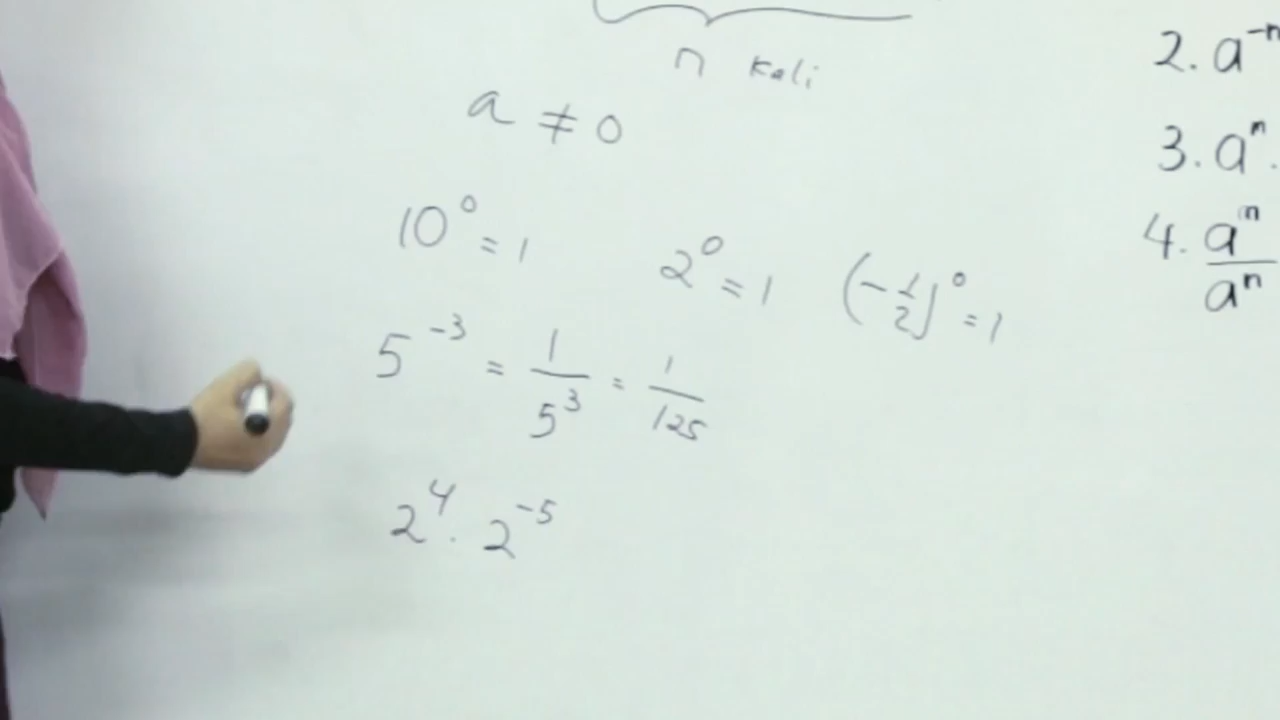 n kali
a ≠ 0
10⁰ = 1   2⁰ = 1   (-1/2)⁰ = 1
5⁻³ = 1/5³ = 1/125
2⁴ . 2⁻⁵
2. a⁻ⁿ
3. aⁿ .
4. aⁿ/aⁿ